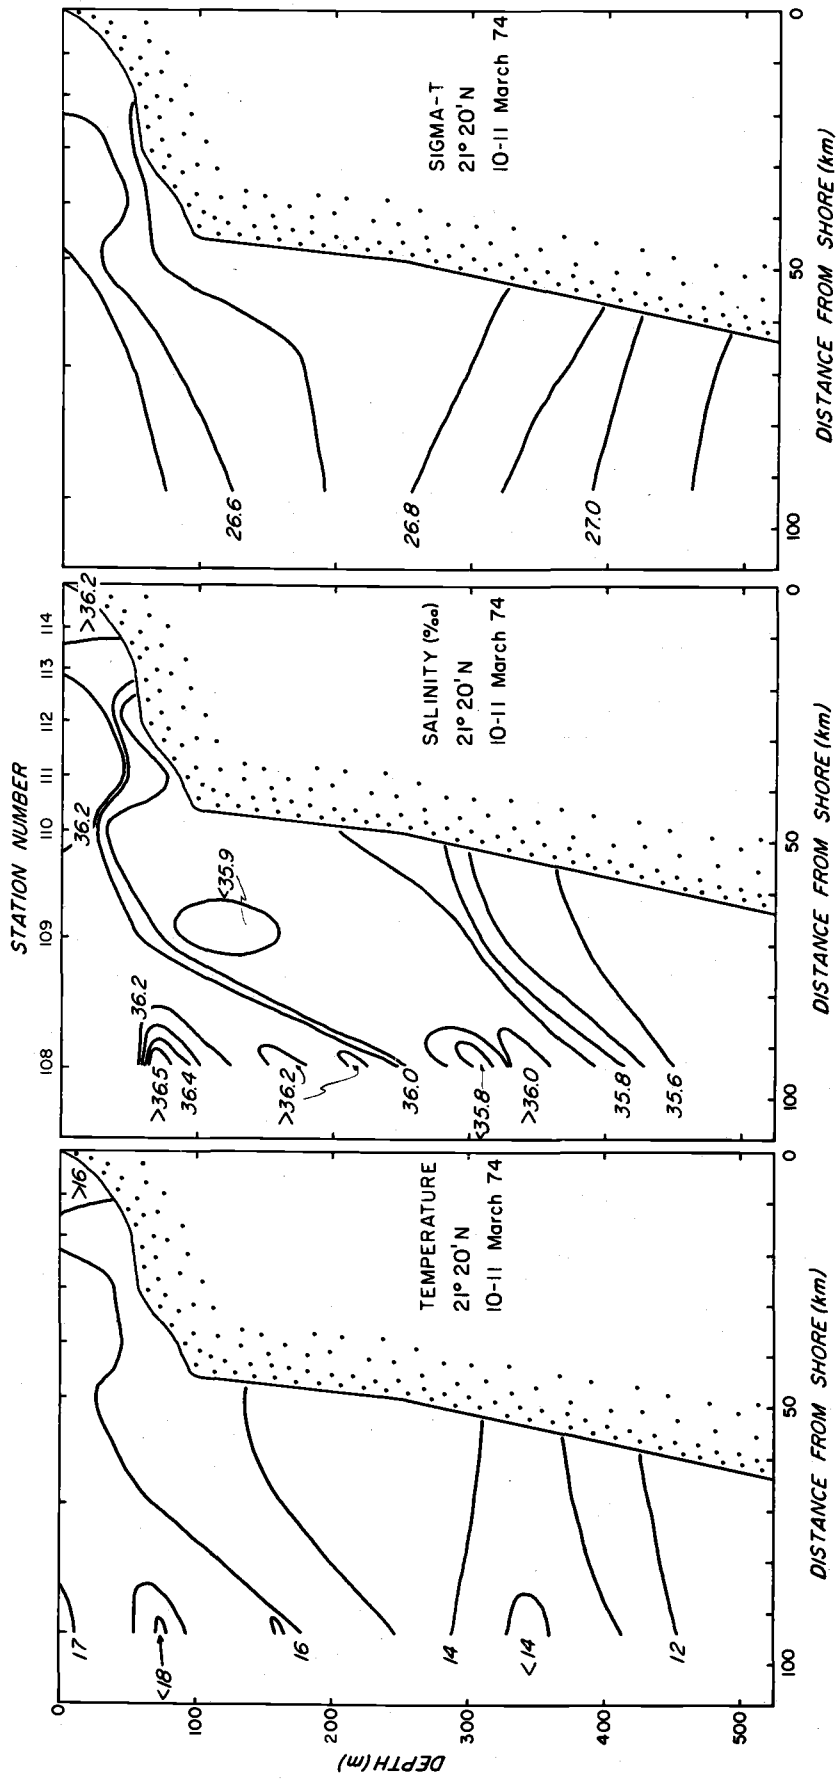 STATION NUMBER
108 109 110 111 112 113 114
DEPTH (m)
0
100
200
300
400
500
17
<18
16
>16
14
<14
12
TEMPERATURE
21° 20' N
10-11 March 74
100 50 0
DISTANCE FROM SHORE (km)
36.2
>36.5
36.4
>36.2
36.0
<35.8
>36.0
35.8
35.6
<35.9
36.2
>36.2
SALINITY (‰)
21° 20' N
10-11 March 74
100 50 0
DISTANCE FROM SHORE (km)
26.6
26.8
27.0
SIGMA-T
21° 20' N
10-11 March 74
100 50 0
DISTANCE FROM SHORE (km)